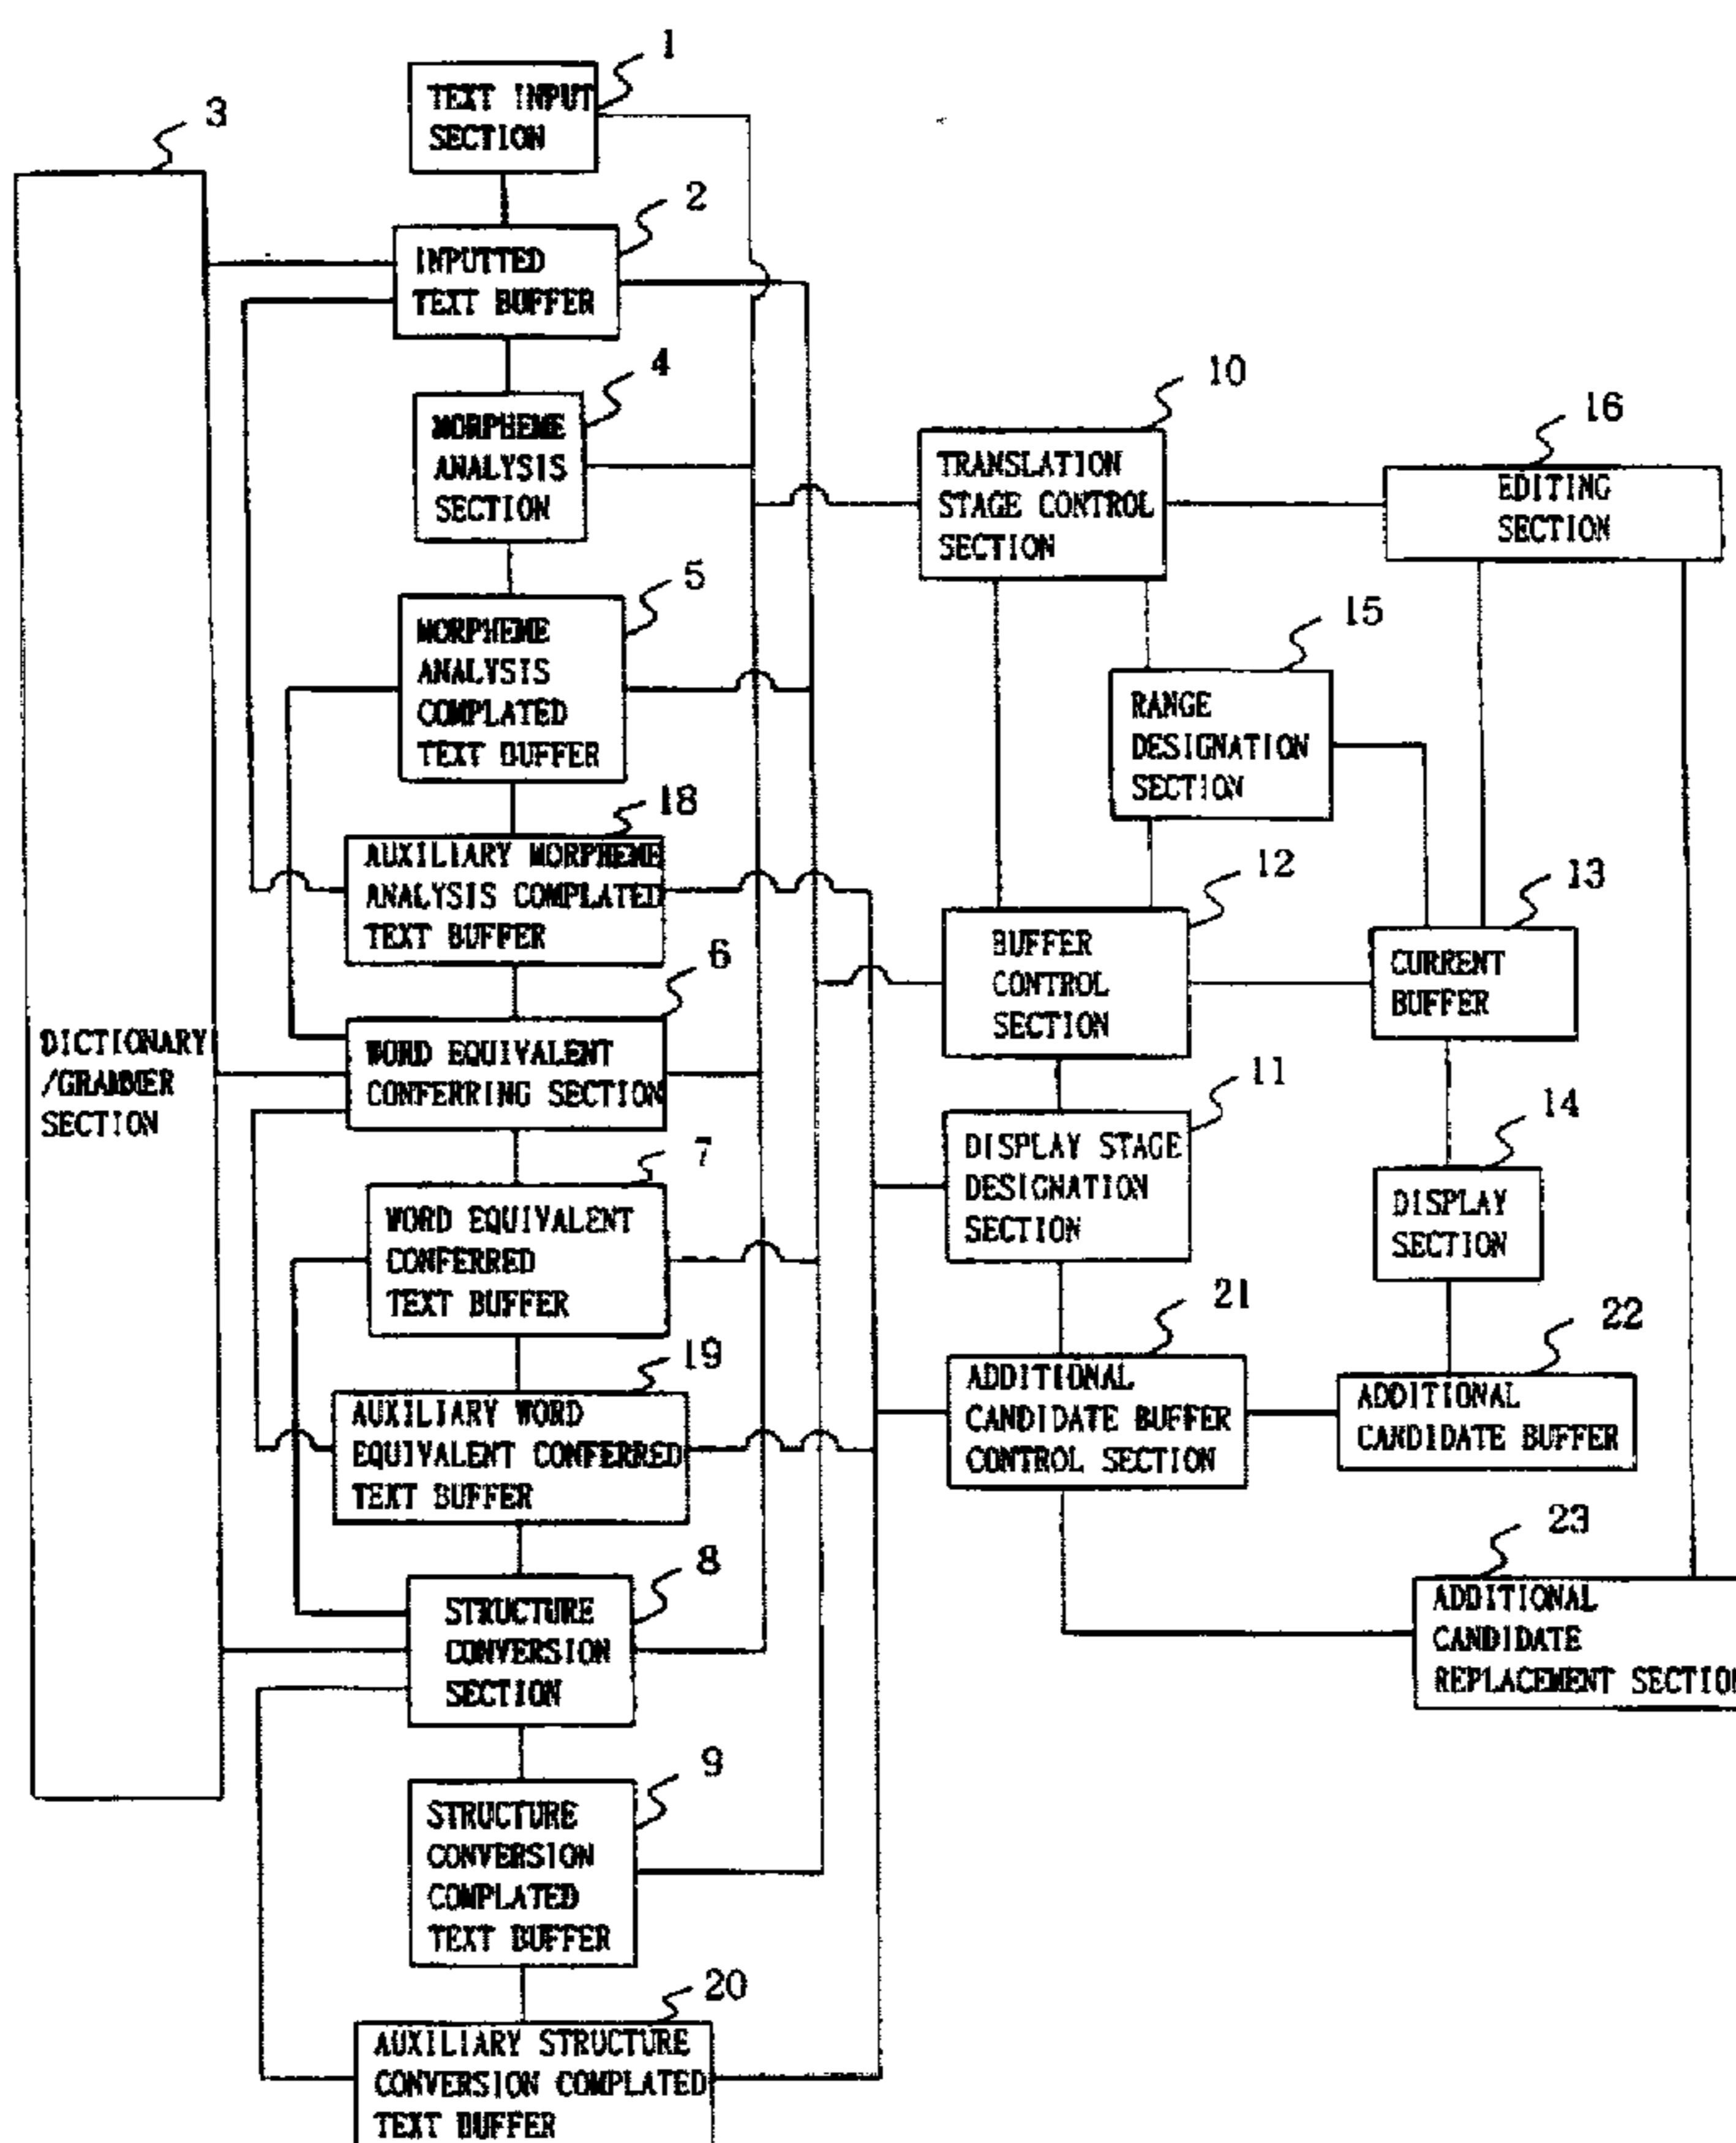 1
TEXT INPUT
SECTION
3
2
INPUTTED
TEXT BUFFER
4
MORPHEME
ANALYSIS
SECTION
10
TRANSLATION
STAGE CONTROL
SECTION
16
EDITING
SECTION
5
MORPHEME
ANALYSIS
COMPLATED
TEXT BUFFER
15
RANGE
DESIGNATION
SECTION
18
AUXILIARY MORPHEME
ANALYSIS COMPLATED
TEXT BUFFER
12
BUFFER
CONTROL
SECTION
13
CURRENT
BUFFER
6
WORD EQUIVALENT
CONFERRING SECTION
DICTIONARY
/GRAMMER
SECTION
11
DISPLAY STAGE
DESIGNATION
SECTION
14
DISPLAY
SECTION
7
WORD EQUIVALENT
CONFERRED
TEXT BUFFER
21
ADDITIONAL
CANDIDATE BUFFER
CONTROL SECTION
22
ADDITIONAL
CANDIDATE BUFFER
19
AUXILIARY WORD
EQUIVALENT CONFERRED
TEXT BUFFER
23
ADDITIONAL
CANDIDATE
REPLACEMENT SECTION
8
STRUCTURE
CONVERSION
SECTION
9
STRUCTURE
CONVERSION
COMPLATED
TEXT BUFFER
20
AUXILIARY STRUCTURE
CONVERSION COMPLATED
TEXT BUFFER